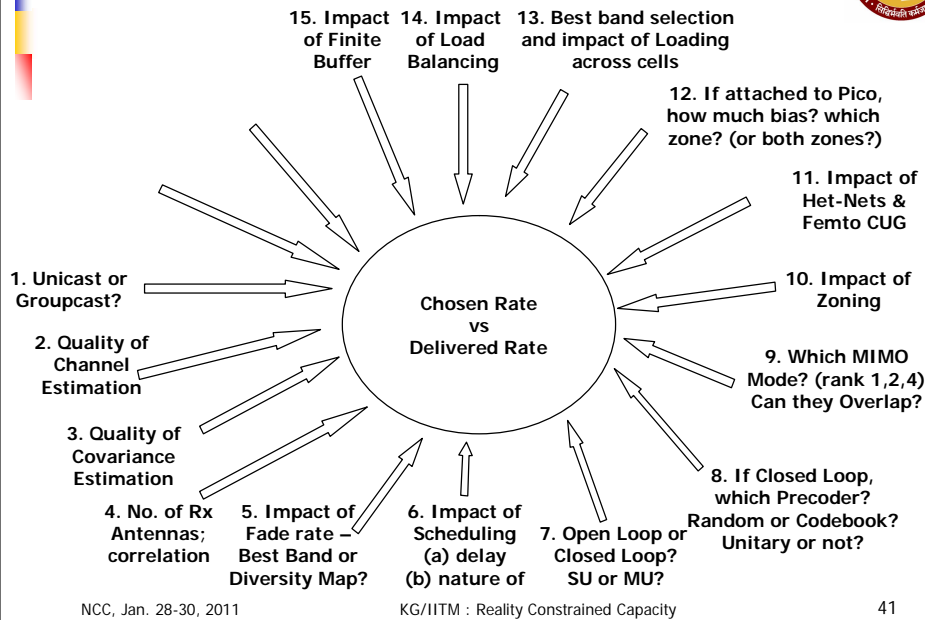 15. Impact
of Finite
Buffer
14. Impact
of Load
Balancing
13. Best band selection
and impact of Loading
across cells
12. If attached to Pico,
how much bias? which
zone? (or both zones?)
11. Impact of
Het-Nets &
Femto CUG
1. Unicast or
Groupcast?
Chosen Rate
vs
Delivered Rate
10. Impact of
Zoning
2. Quality of
Channel
Estimation
9. Which MIMO
Mode? (rank 1,2,4)
Can they Overlap?
3. Quality of
Covariance
Estimation
8. If Closed Loop,
which Precoder?
Random or Codebook?
Unitary or not?
4. No. of Rx
Antennas;
correlation
5. Impact of
Fade rate –
Best Band or
Diversity Map?
6. Impact of
Scheduling
(a) delay
(b) nature of
7. Open Loop or
Closed Loop?
SU or MU?
NCC, Jan. 28-30, 2011
KG/IITM : Reality Constrained Capacity
41